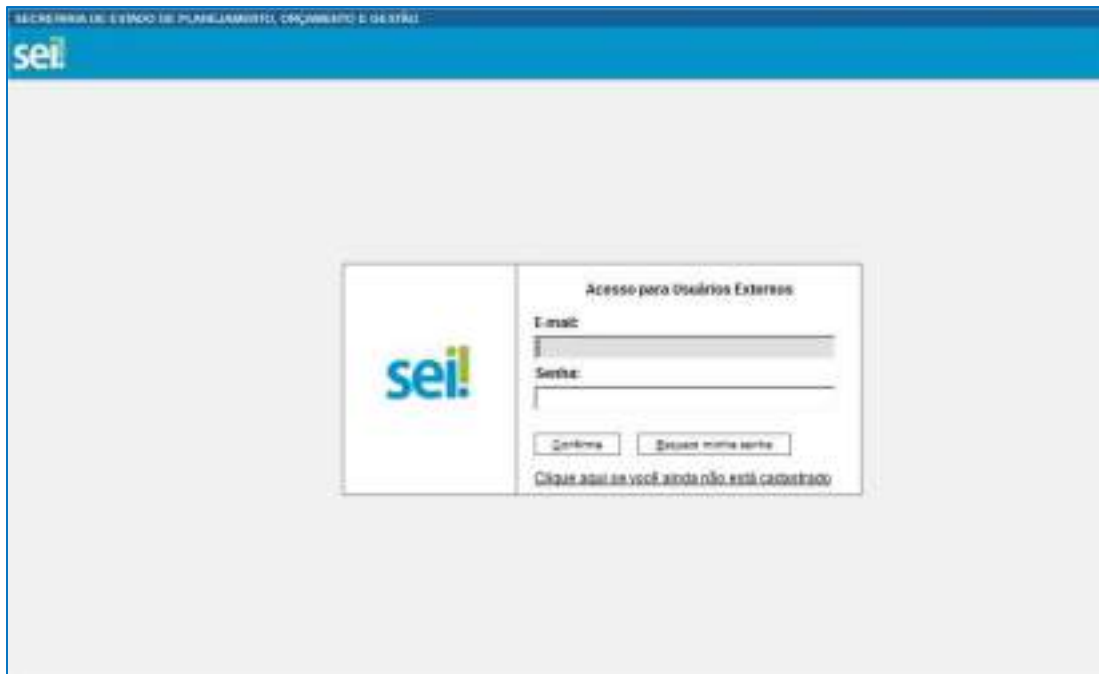 SECRETARIA DE ESTADO DE PLANEJAMENTO, ORÇAMENTO E GESTÃO
sei!
Acesso para Usuários Externos
E-mail:
sei!
Senha:
Confirma Esqueci minha senha
Clique aqui se você ainda não está cadastrado